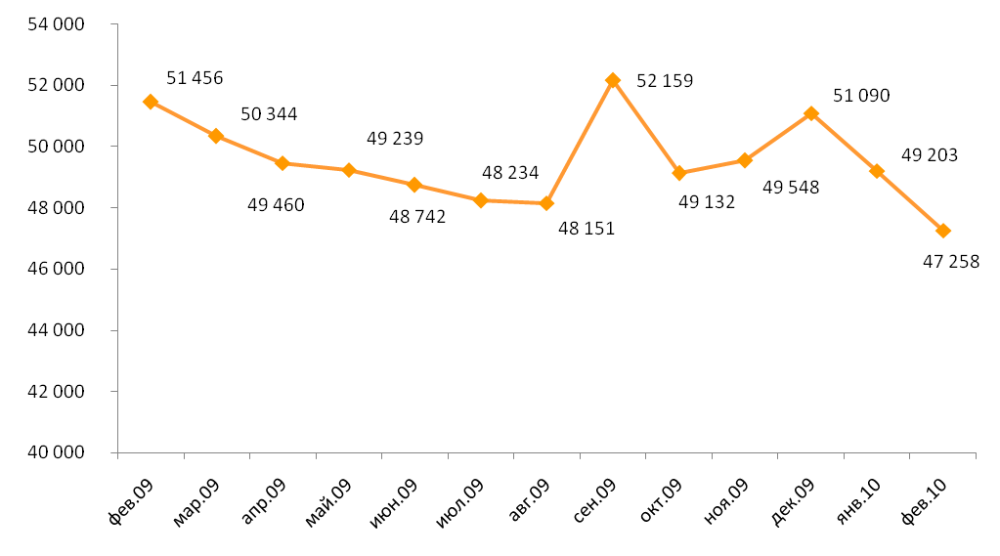 54 000
52 000
50 000
48 000
46 000
44 000
42 000
40 000
51 456
50 344
49 460
49 239
48 742
48 234
48 151
52 159
49 132
49 548
51 090
49 203
47 258
фев.09
мар.09
апр.09
май.09
июн.09
июл.09
авг.09
сен.09
окт.09
ноя.09
дек.09
янв.10
фев.10